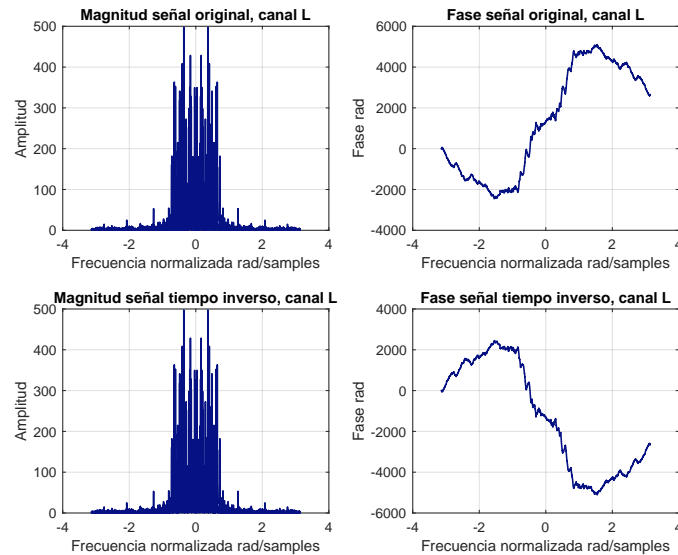 Magnitud señal original, canal L
500
400
300
200
100
0
Amplitud
-4 -2 0 2 4
Frecuencia normalizada rad/samples
Fase señal original, canal L
6000
4000
2000
0
-2000
-4000
Fase rad
-4 -2 0 2 4
Frecuencia normalizada rad/samples
Magnitud señal tiempo inverso, canal L
500
400
300
200
100
0
Amplitud
-4 -2 0 2 4
Frecuencia normalizada rad/samples
Fase señal tiempo inverso, canal L
4000
2000
0
-2000
-4000
-6000
Fase rad
-4 -2 0 2 4
Frecuencia normalizada rad/samples